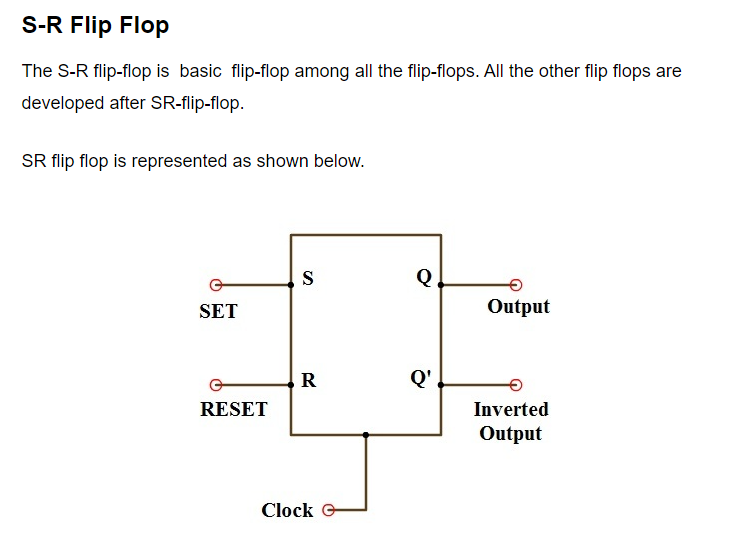 S-R Flip Flop
The S-R flip-flop is  basic  flip-flop among all the flip-flops. All the other flip flops are
developed after SR-flip-flop.
SR flip flop is represented as shown below.
S
Q
SET
Output
R
Q'
RESET
Inverted
Output
Clock